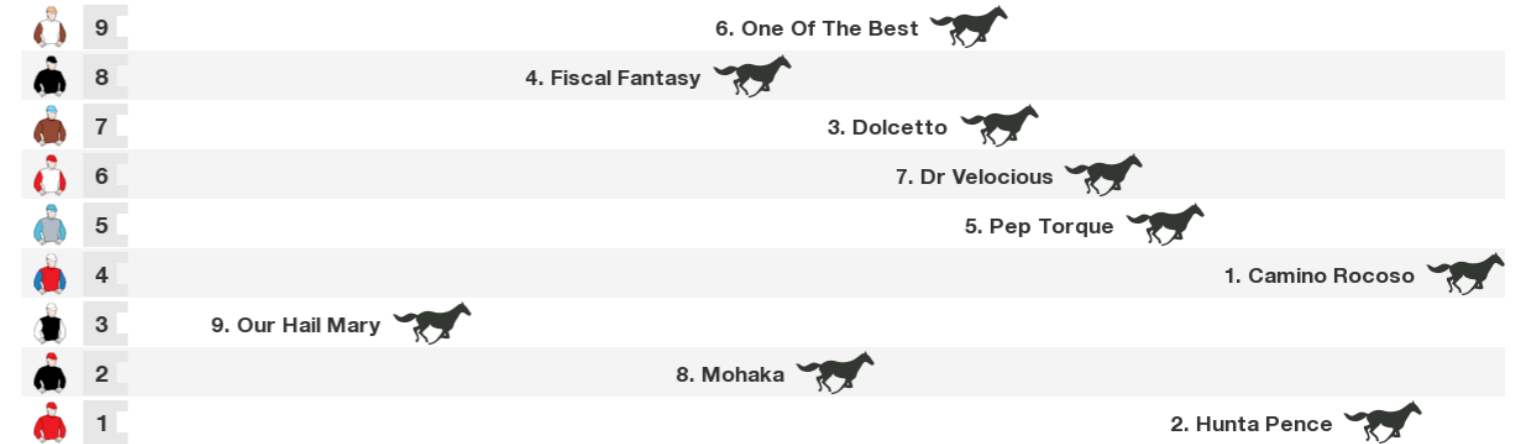 9 6. One Of The Best
8 4. Fiscal Fantasy
7 3. Dolcetto
6 7. Dr Velocious
5 5. Pep Torque
4 1. Camino Rocoso
3 9. Our Hail Mary
2 8. Mohaka
1 2. Hunta Pence